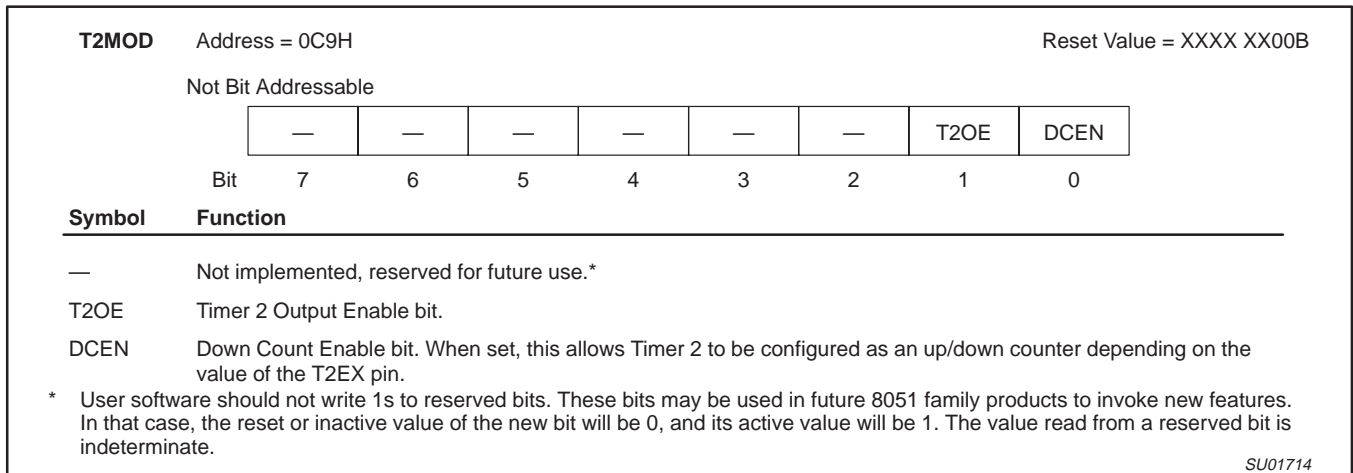 T2MOD Address = 0C9H Reset Value = XXXX XX00B
Not Bit Addressable
— — — — — — T2OE DCEN
Bit 7 6 5 4 3 2 1 0
Symbol Function
— Not implemented, reserved for future use.*
T2OE Timer 2 Output Enable bit.
DCEN Down Count Enable bit. When set, this allows Timer 2 to be configured as an up/down counter depending on the
value of the T2EX pin.
* User software should not write 1s to reserved bits. These bits may be used in future 8051 family products to invoke new features.
In that case, the reset or inactive value of the new bit will be 0, and its active value will be 1. The value read from a reserved bit is
indeterminate.
SU01714